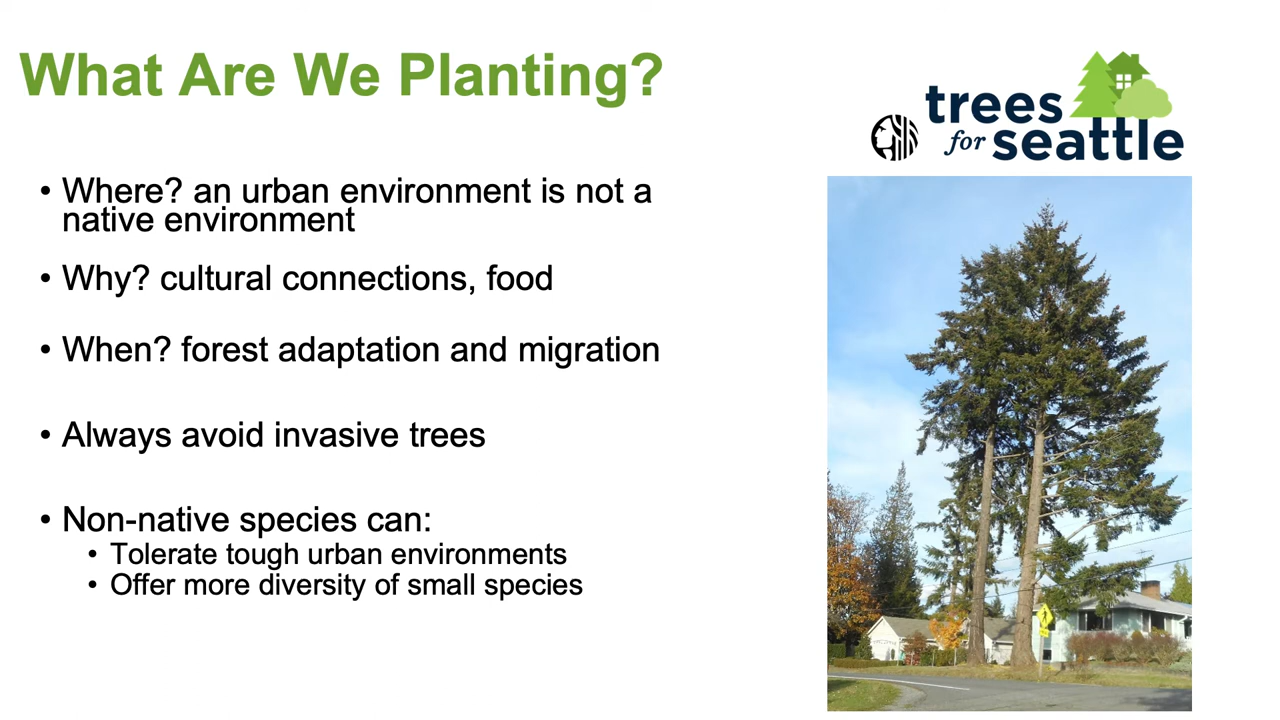 What Are We Planting?
trees
for seattle
• Where? an urban environment is not a
native environment
• Why? cultural connections, food
• When? forest adaptation and migration
• Always avoid invasive trees
• Non-native species can:
• Tolerate tough urban environments
• Offer more diversity of small species